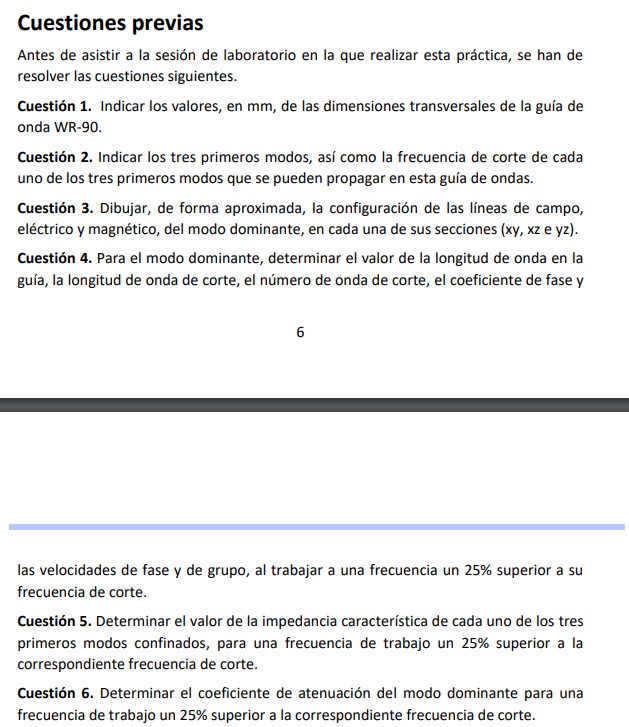 Cuestiones previas
Antes de asistir a la sesión de laboratorio en la que realizar esta práctica, se han de
resolver las cuestiones siguientes.
Cuestión 1. Indicar los valores, en mm, de las dimensiones transversales de la guía de
onda WR-90.
Cuestión 2. Indicar los tres primeros modos, así como la frecuencia de corte de cada
uno de los tres primeros modos que se pueden propagar en esta guía de ondas.
Cuestión 3. Dibujar, de forma aproximada, la configuración de las líneas de campo,
eléctrico y magnético, del modo dominante, en cada una de sus secciones (xy, xz e yz).
Cuestión 4. Para el modo dominante, determinar el valor de la longitud de onda en la
guía, la longitud de onda de corte, el número de onda de corte, el coeficiente de fase y
6
las velocidades de fase y de grupo, al trabajar a una frecuencia un 25% superior a su
frecuencia de corte.
Cuestión 5. Determinar el valor de la impedancia característica de cada uno de los tres
primeros modos confinados, para una frecuencia de trabajo un 25% superior a la
correspondiente frecuencia de corte.
Cuestión 6. Determinar el coeficiente de atenuación del modo dominante para una
frecuencia de trabajo un 25% superior a la correspondiente frecuencia de corte.